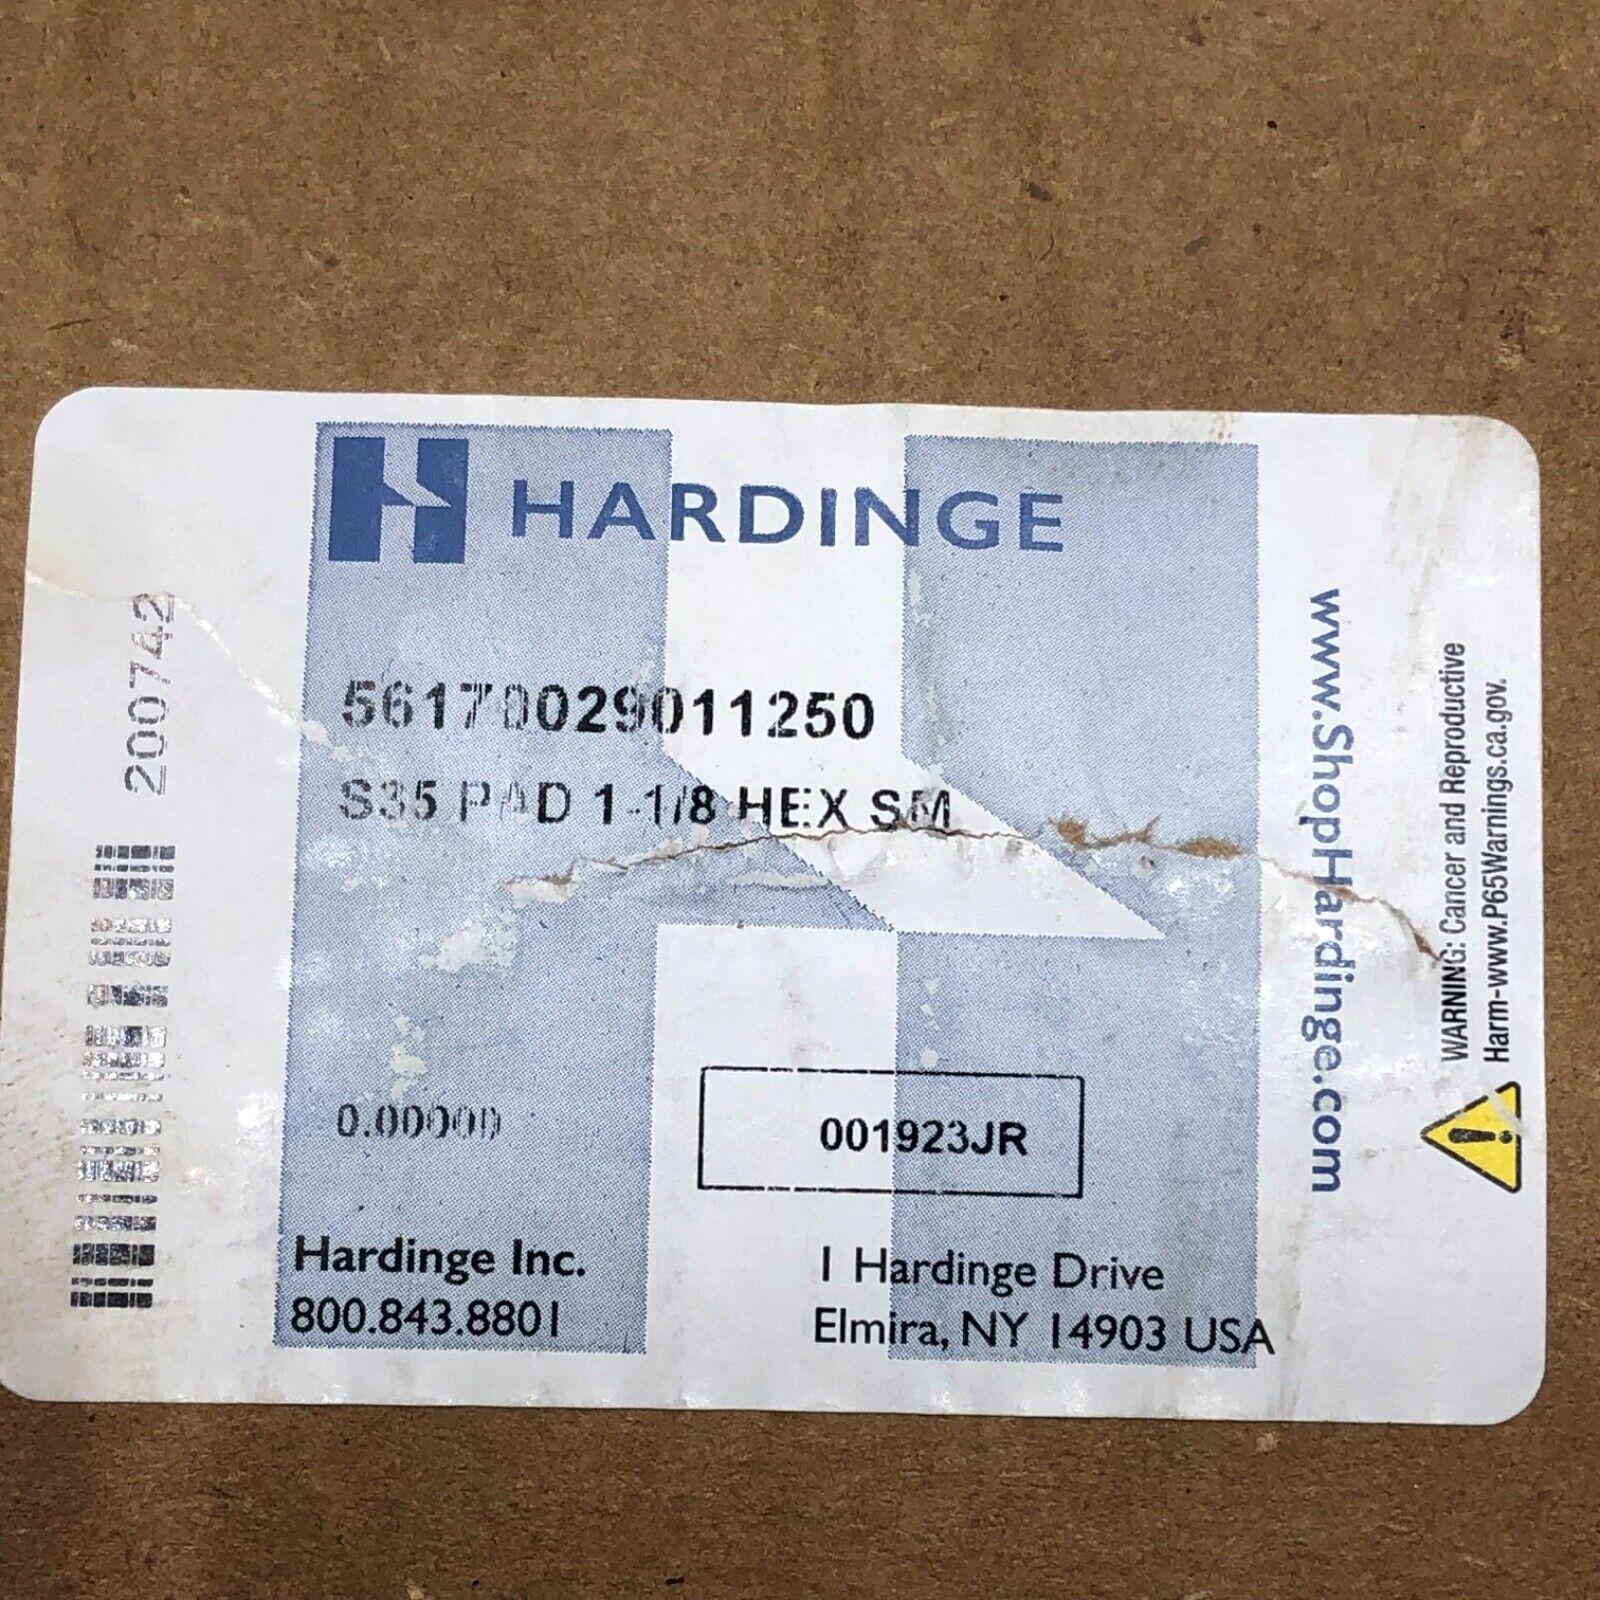 HARDINGE
56170029011250
S35 PAD 1-1/8 HEX SM
0.00000
001923JR
Hardinge Inc.
800.843.8801
1 Hardinge Drive
Elmira, NY 14903 USA
200742
www.ShopHardinge.com
WARNING: Cancer and Reproductive
Harm-www.P65Warnings.ca.gov.